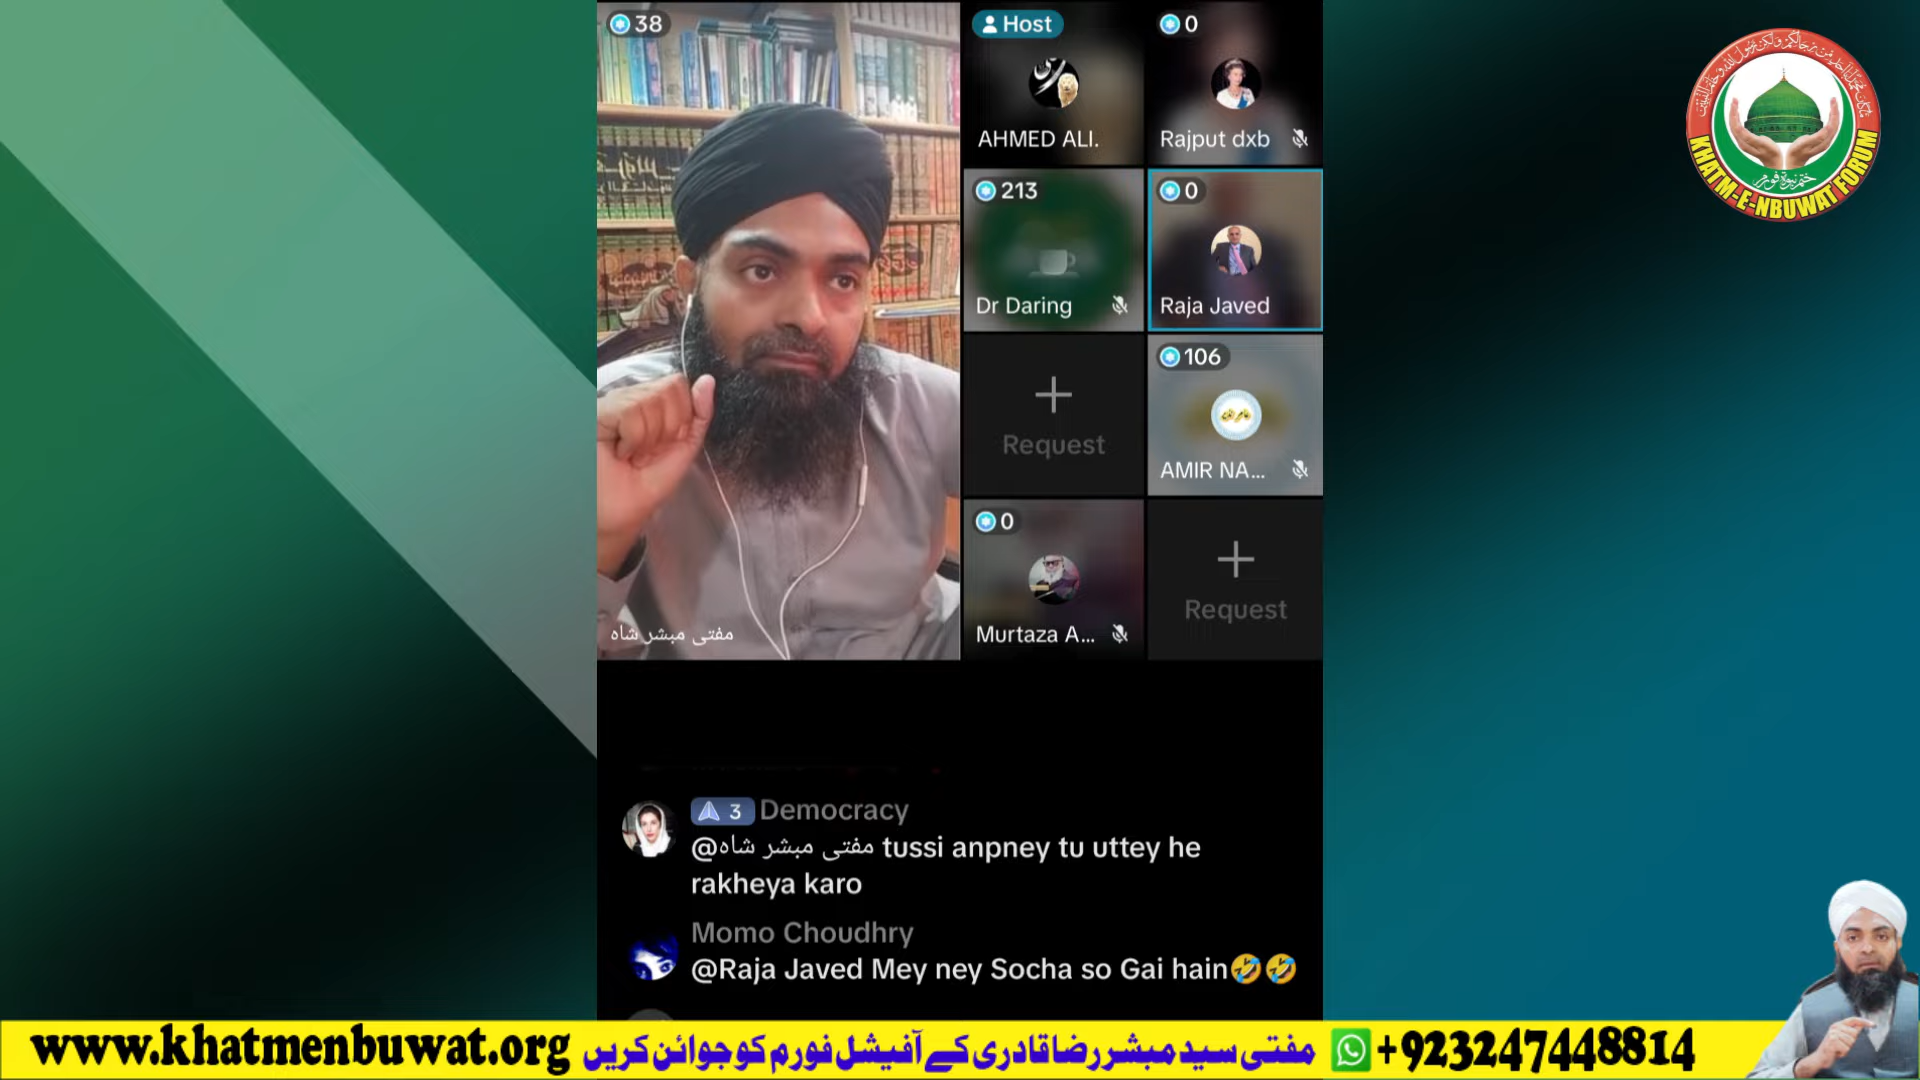 38
Host
0
AHMED ALI.
Rajput dxb
213
0
Dr Daring
Raja Javed
Request
106
AMIR NA...
0
Murtaza A...
Request
مفتی مبشر شاہ
3 Democracy
@مفتی مبشر شاہ tussi anpney tu uttey he
rakheya karo
Momo Choudhry
@Raja Javed Mey ney Socha so Gai hain🤣🤣
KHATM-E-NBUWAT FORUM
ختم نبوة فورم
www.khatmenbuwat.org مفتی سید مبشر رضا قادری کے آفیشل فورم کو جوائن کریں +923247448814